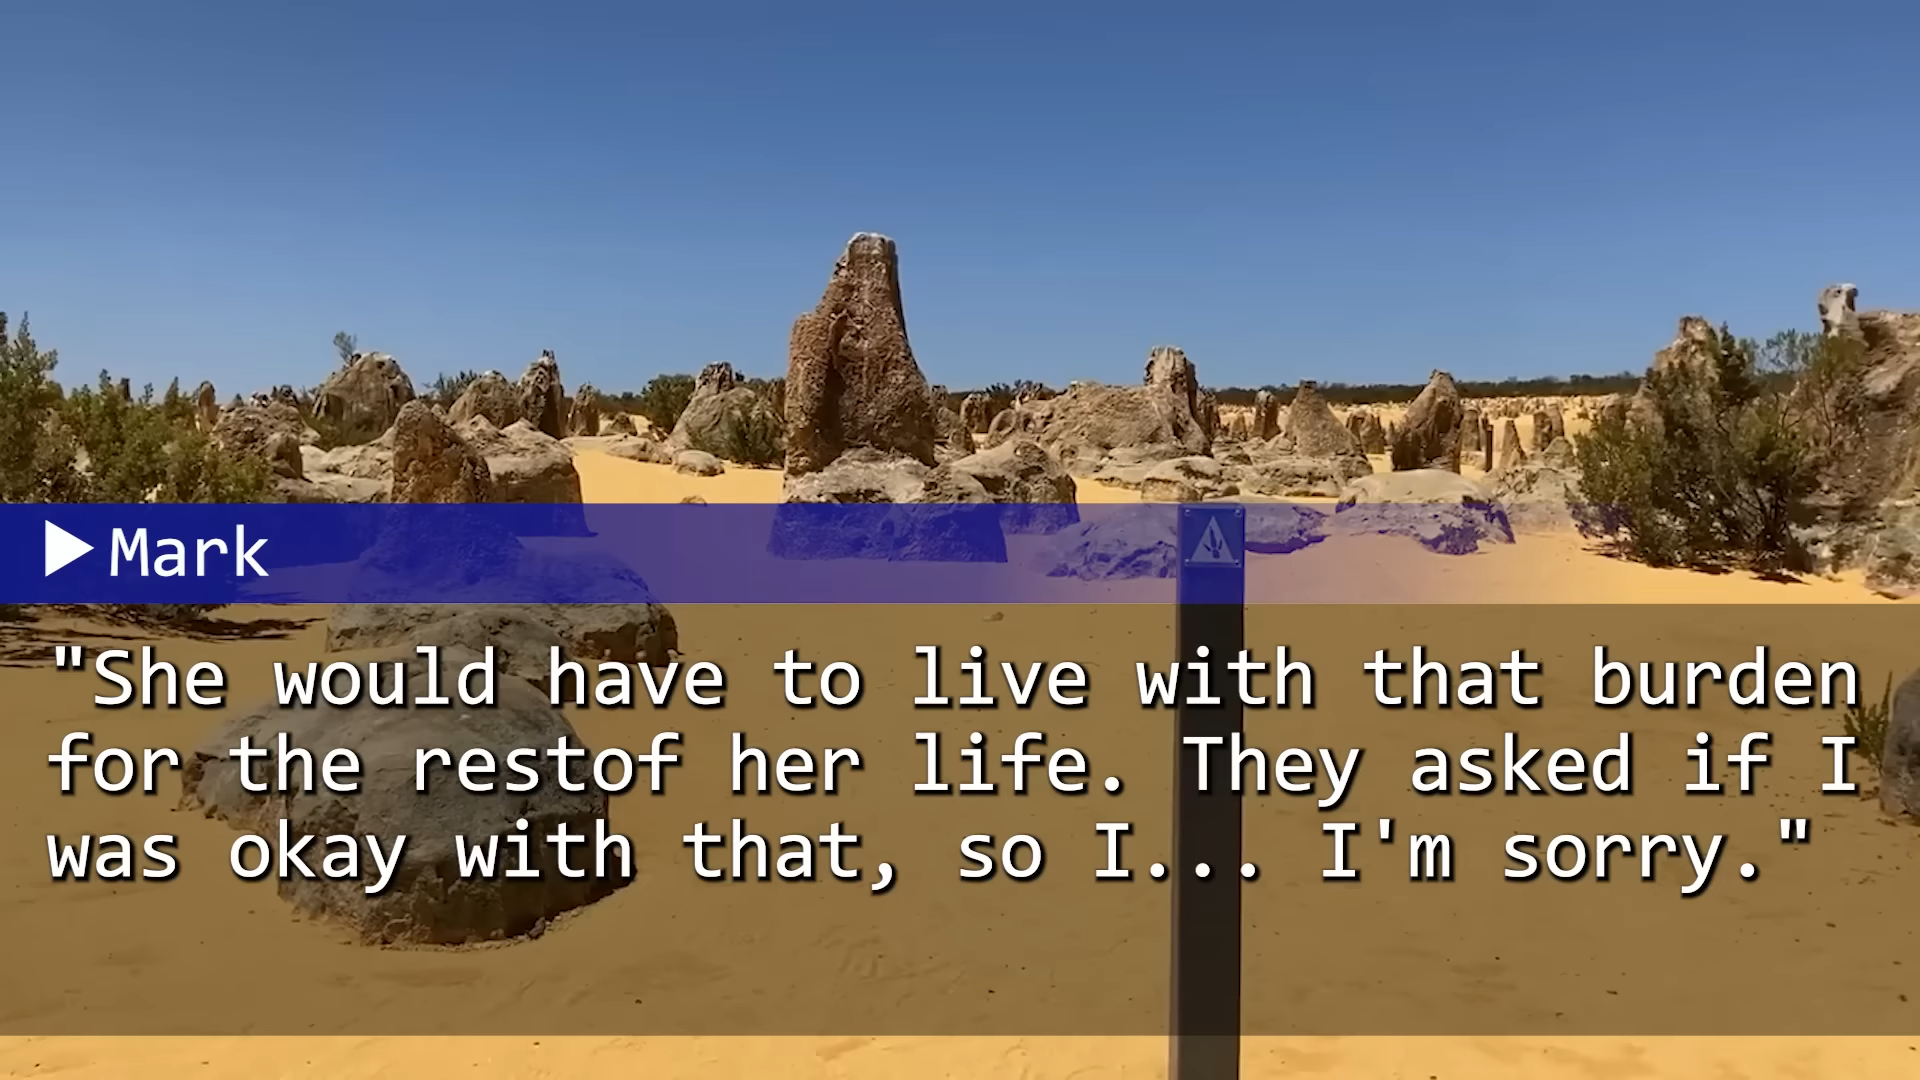 Mark
"She would have to live with that burden
for the restof her life. They asked if I
was okay with that, so I... I'm sorry."